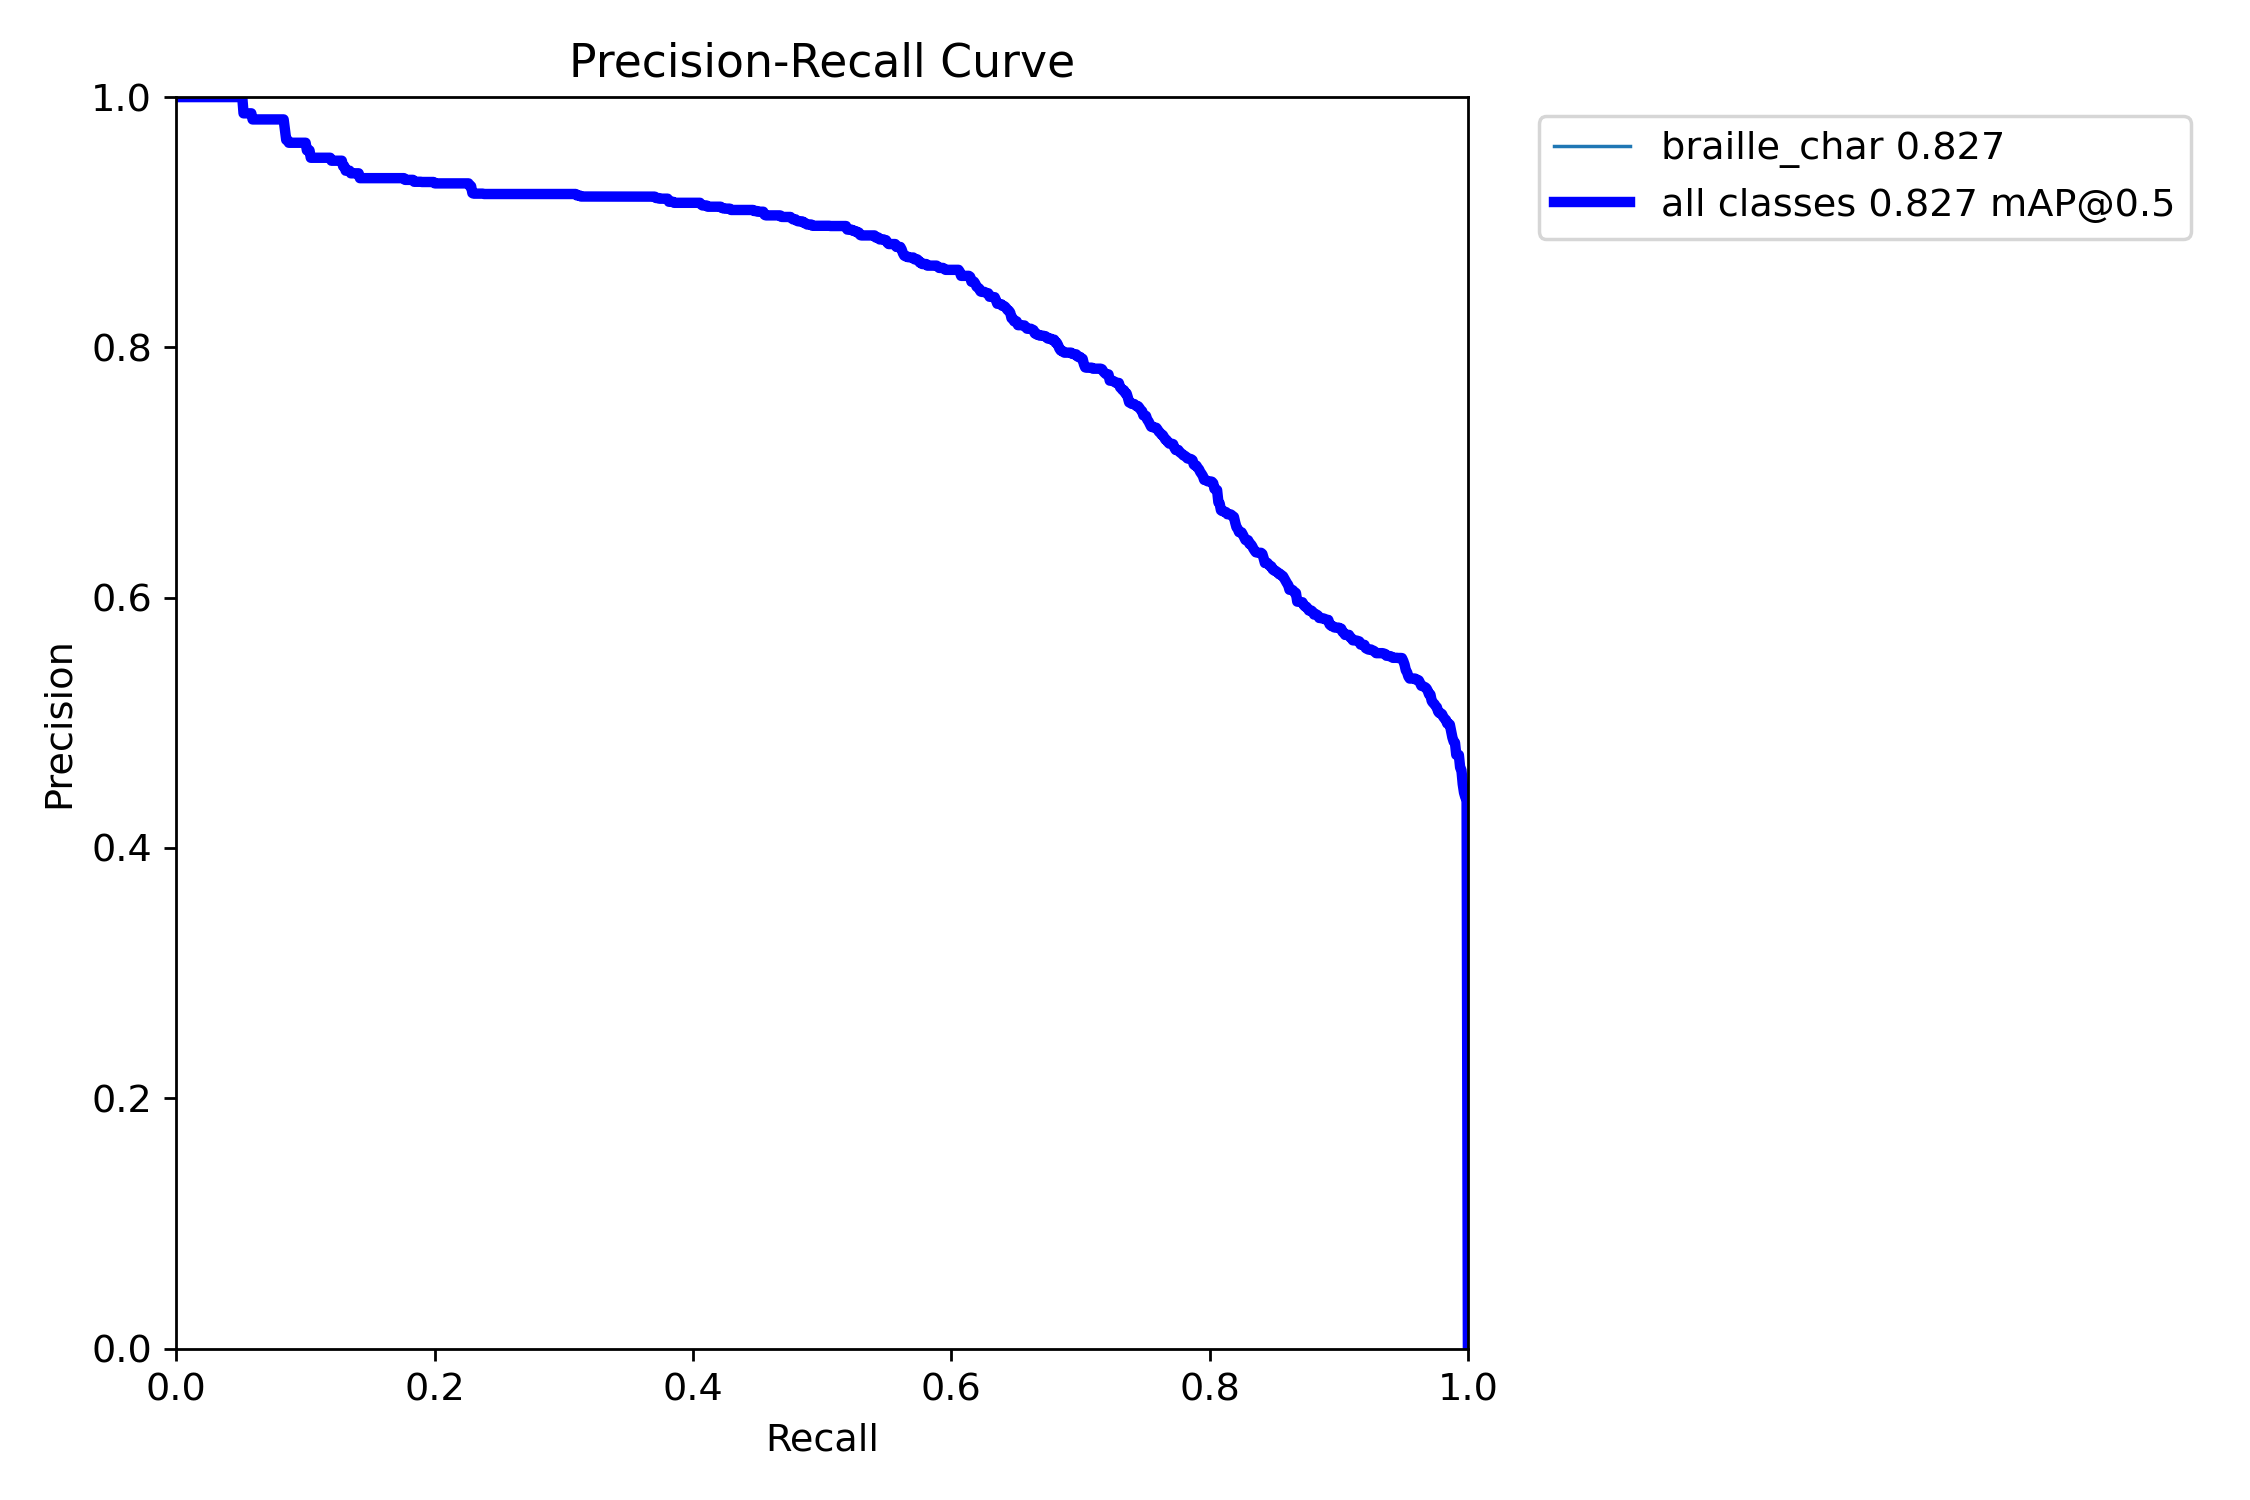 Precision-Recall Curve
braille_char 0.827
all classes 0.827 mAP@0.5
Precision
1.0
0.8
0.6
0.4
0.2
0.0
0.0 0.2 0.4 0.6 0.8 1.0
Recall